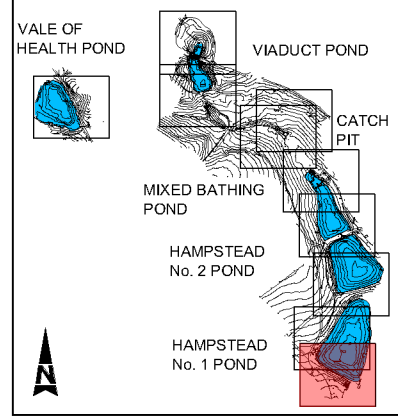 VALE OF
HEALTH POND
VIADUCT POND
CATCH
PIT
MIXED BATHING
POND
HAMPSTEAD
No. 2 POND
HAMPSTEAD
No. 1 POND
N